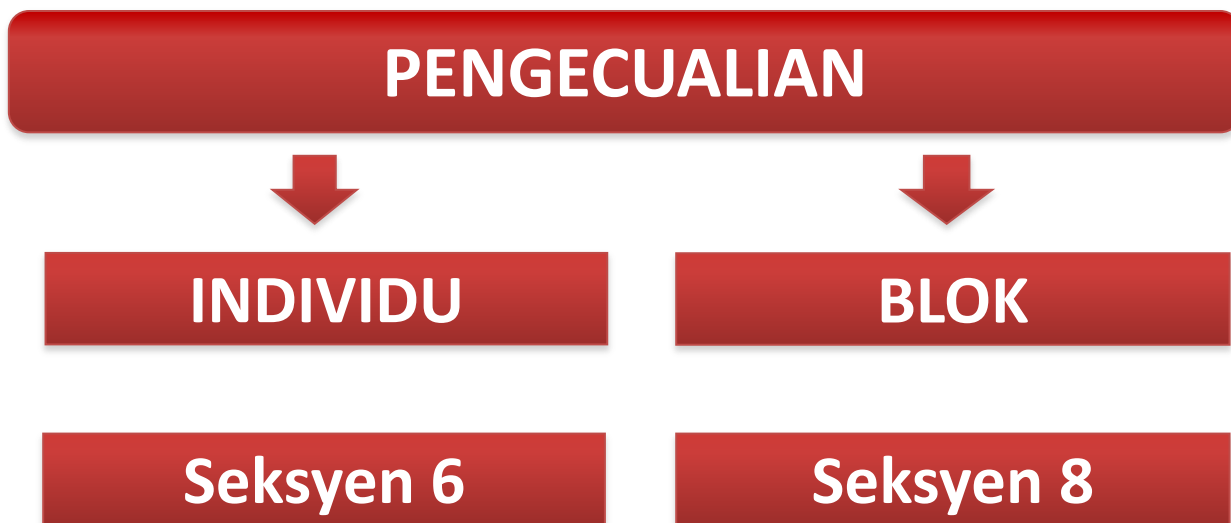 PENGECUALIAN
INDIVIDU
BLOK
Seksyen 6
Seksyen 8